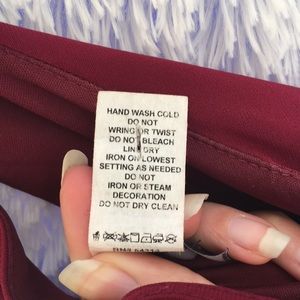 HAND WASH COLD
DO NOT
WRING OR TWIST
DO NOT BLEACH
LINE DRY
IRON ON LOWEST
SETTING AS NEEDED
DO NOT
IRON OR STEAM
DECORATION
DO NOT DRY CLEAN